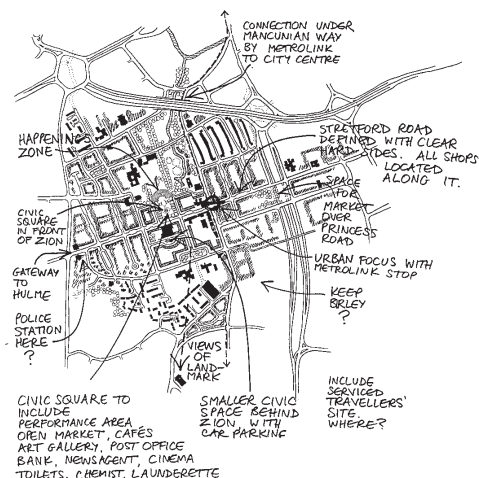 CONNECTION UNDER
MANCUNIAN WAY
BY METROLINK
TO CITY CENTRE
HAPPENINGS
ZONE
STRETFORD ROAD
DEFINED WITH CLEAR
HARD SIDES. ALL SHOPS
LOCATED
ALONG IT.
SPACE
FOR
MARKET
OVER
PRINCESS
ROAD
CIVIC
SQUARE
IN FRONT
OF ZION
URBAN FOCUS WITH
METROLINK STOP
GATEWAY
TO
HULME
KEEP
BRLEY
?
POLICE
STATION
HERE
?
VIEWS
OF
LAND-
MARK
CIVIC SQUARE TO
INCLUDE
PERFORMANCE AREA
OPEN MARKET, CAFÉS
ART GALLERY, POST OFFICE
BANK, NEWSAGENT, CINEMA
TOILETS, CHEMIST, LAUNDERETTE
SMALLER CIVIC
SPACE BEHIND
ZION WITH
CAR PARKING
INCLUDE
SERVICED
TRAVELLERS'
SITE.
WHERE?